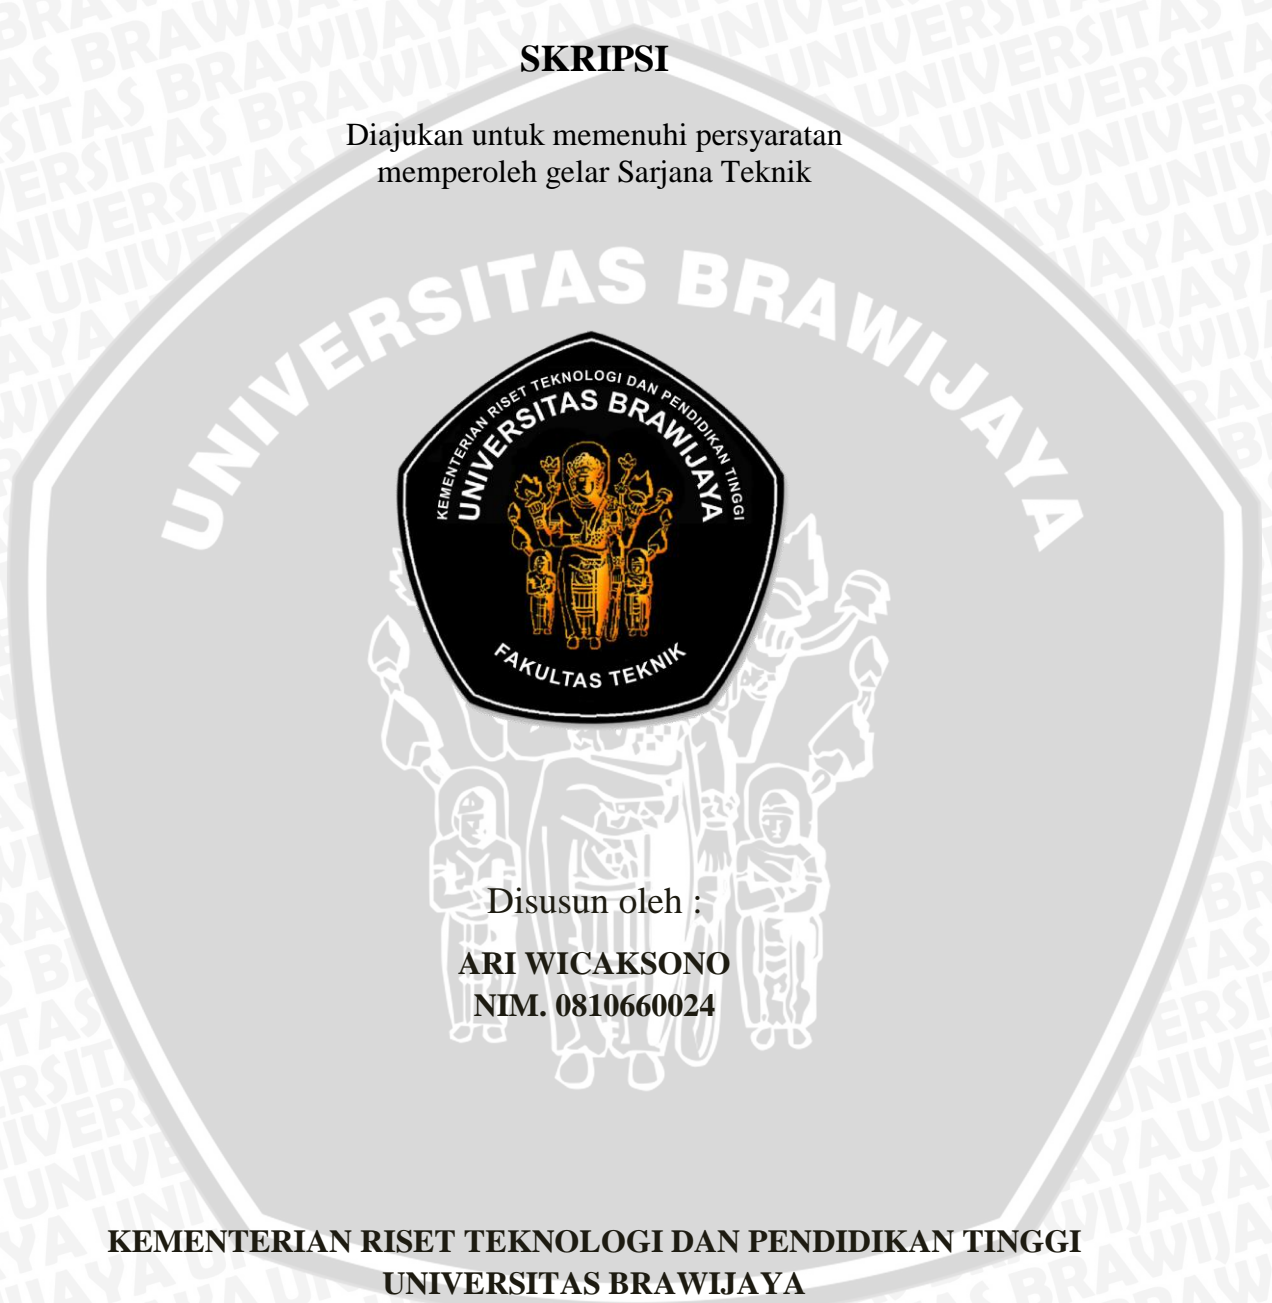 SKRIPSI
Diajukan untuk memenuhi persyaratan
memperoleh gelar Sarjana Teknik
UNIVERSITAS BRAWIJAYA
KEMENTERIAN RISET TEKNOLOGI DAN PENDIDIKAN TINGGI
UNIVERSITAS BRAWIJAYA
FAKULTAS TEKNIK
Disusun oleh :
ARI WICAKSONO
NIM. 0810660024
KEMENTERIAN RISET TEKNOLOGI DAN PENDIDIKAN TINGGI
UNIVERSITAS BRAWIJAYA